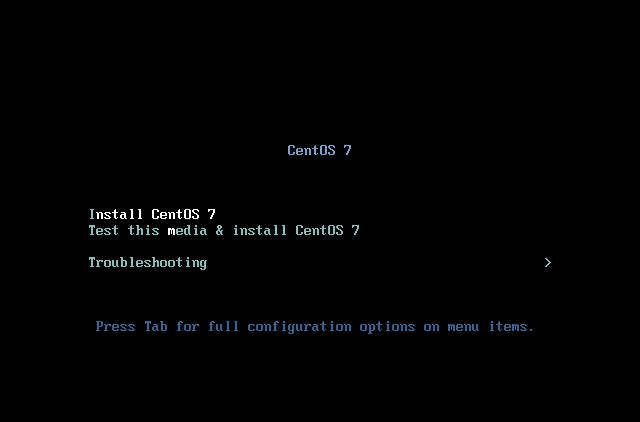 CentOS 7
Install CentOS 7
Test this media & install CentOS 7
Troubleshooting >
Press Tab for full configuration options on menu items.